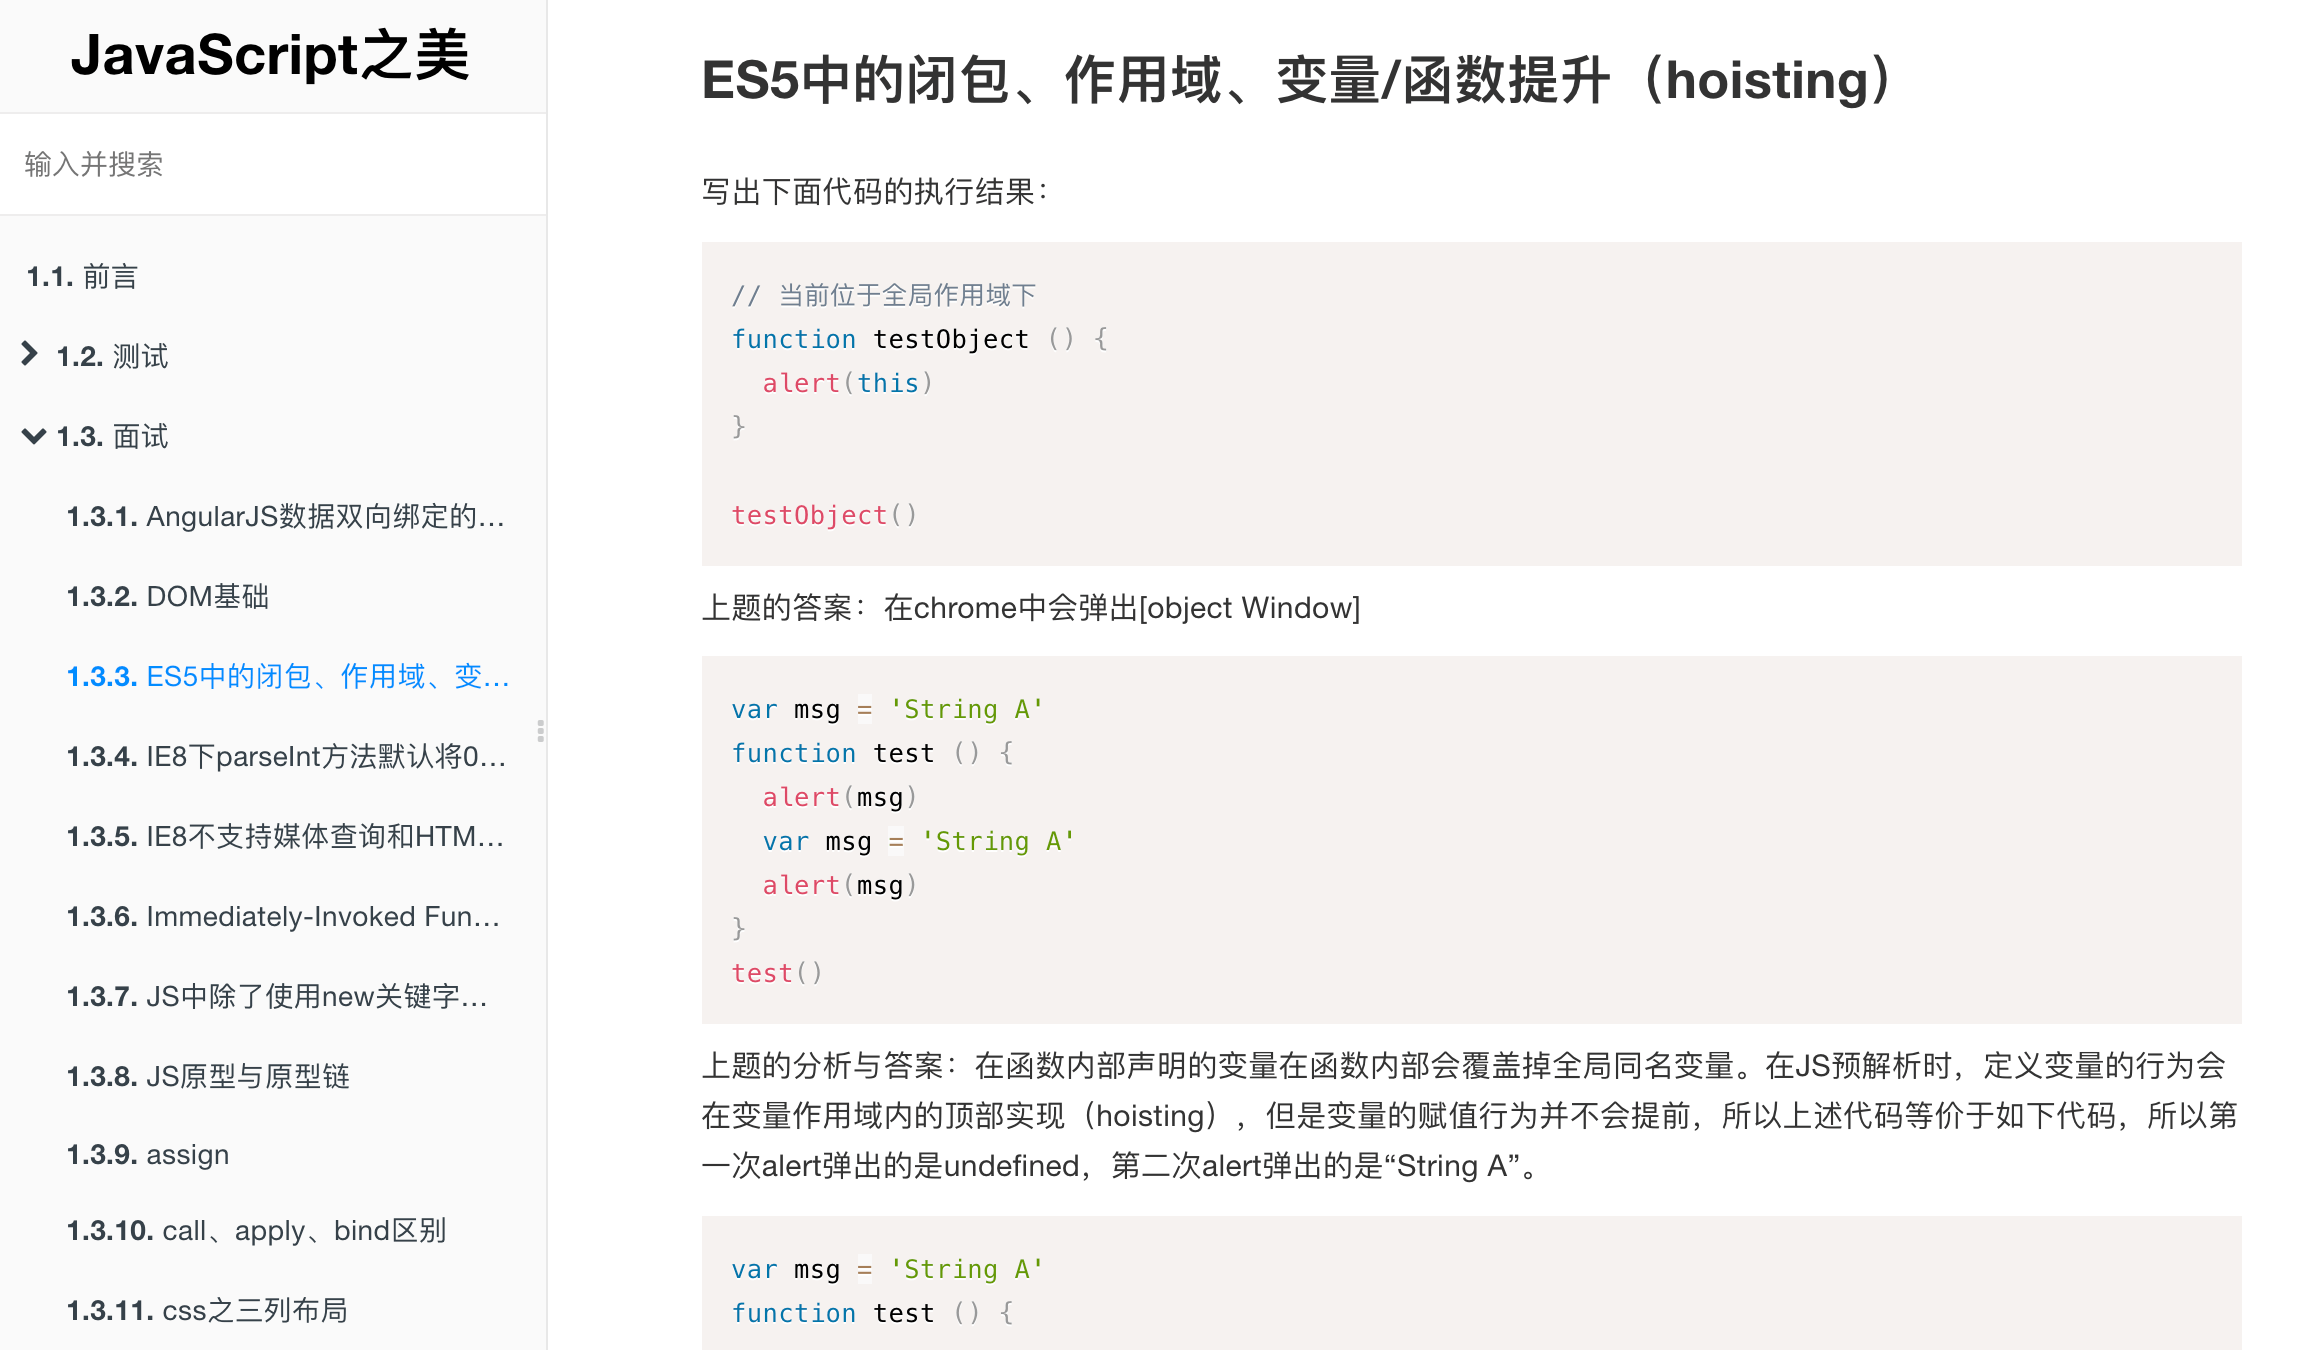 JavaScript之美
输入并搜索
1.1. 前言
1.2. 测试
1.3. 面试
1.3.1. AngularJS数据双向绑定的...
1.3.2. DOM基础
1.3.3. ES5中的闭包、作用域、变...
1.3.4. IE8下parseInt方法默认将0...
1.3.5. IE8不支持媒体查询和HTM...
1.3.6. Immediately-Invoked Fun...
1.3.7. JS中除了使用new关键字...
1.3.8. JS原型与原型链
1.3.9. assign
1.3.10. call、apply、bind区别
1.3.11. css之三列布局
ES5中的闭包、作用域、变量/函数提升（hoisting）
写出下面代码的执行结果：
// 当前位于全局作用域下
function testObject () {
  alert(this)
}
testObject()
上题的答案：在chrome中会弹出[object Window]
var msg = 'String A'
function test () {
  alert(msg)
  var msg = 'String A'
  alert(msg)
}
test()
上题的分析与答案：在函数内部声明的变量在函数内部会覆盖掉全局同名变量。在JS预解析时，定义变量的行为会
在变量作用域内的顶部实现（hoisting），但是变量的赋值行为并不会提前，所以上述代码等价于如下代码，所以第
一次alert弹出的是undefined，第二次alert弹出的是“String A”。
var msg = 'String A'
function test () {